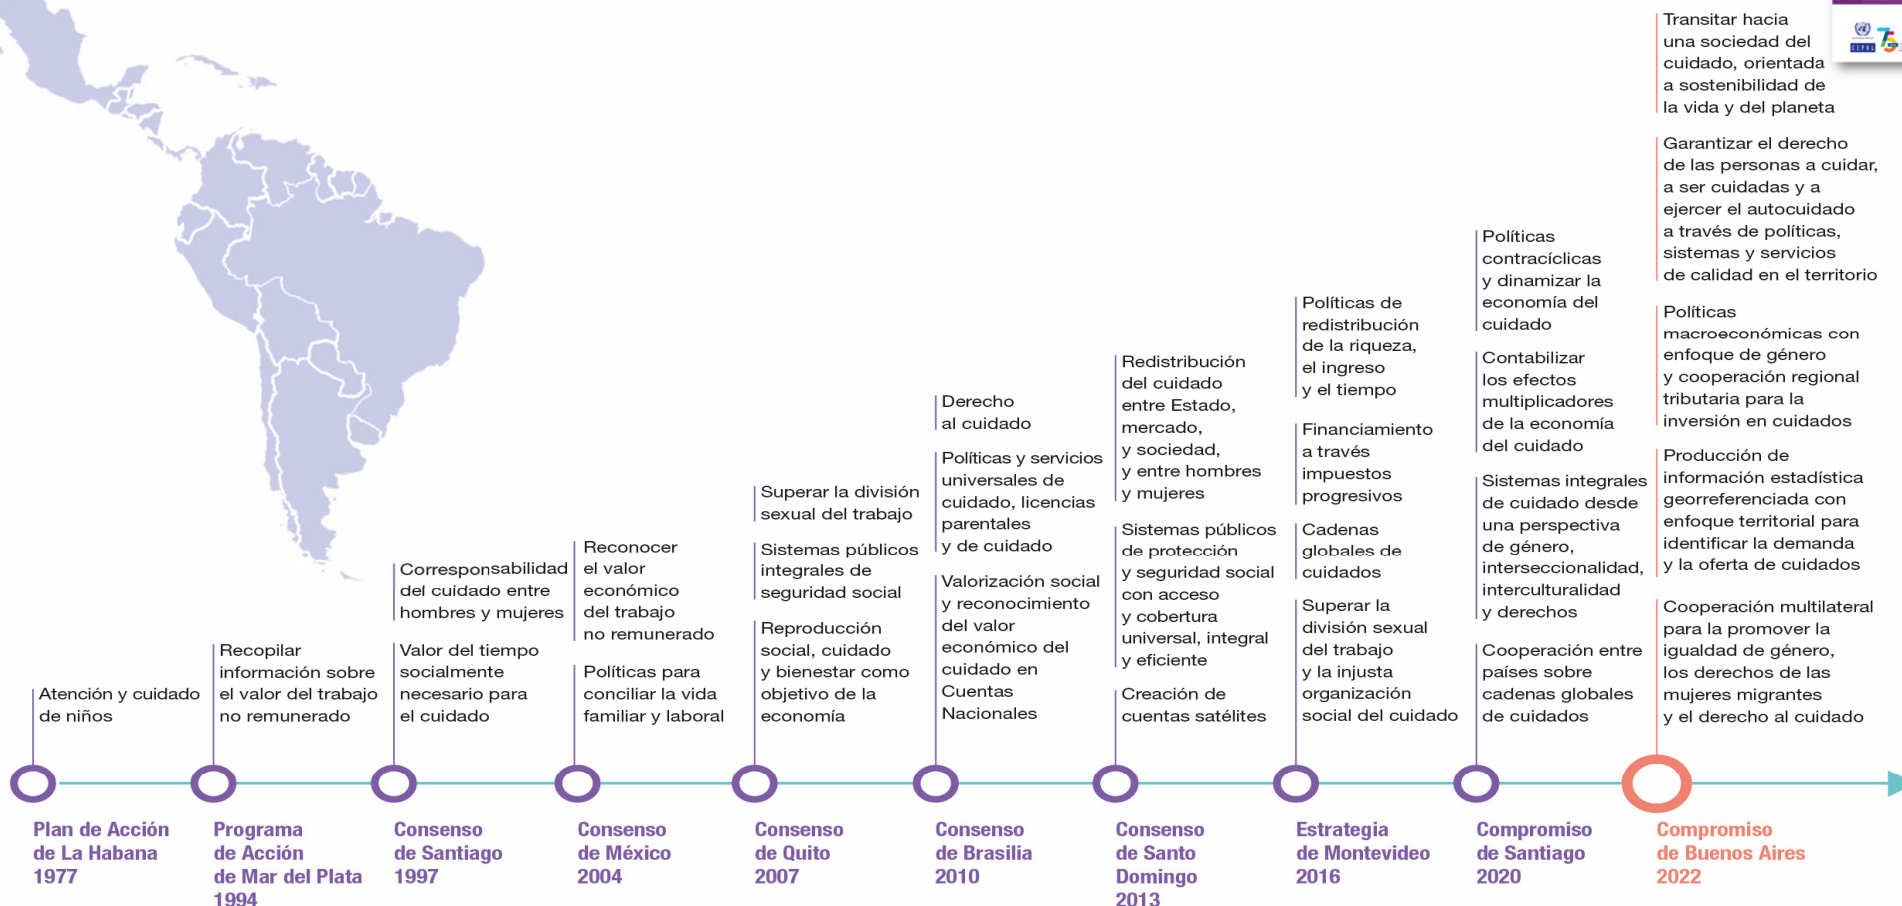 CEPAL
75
Atención y cuidado
de niños
Plan de Acción
de La Habana
1977
Recopilar
información sobre
el valor del trabajo
no remunerado
Programa
de Acción
de Mar del Plata
1994
Corresponsabilidad
del cuidado entre
hombres y mujeres
Valor del tiempo
socialmente
necesario para
el cuidado
Consenso
de Santiago
1997
Reconocer
el valor
económico
del trabajo
no remunerado
Políticas para
conciliar la vida
familiar y laboral
Consenso
de México
2004
Superar la división
sexual del trabajo
Sistemas públicos
integrales de
seguridad social
Reproducción
social, cuidado
y bienestar como
objetivo de la
economía
Consenso
de Quito
2007
Derecho
al cuidado
Políticas y servicios
universales de
cuidado, licencias
parentales
y de cuidado
Valorización social
y reconocimiento
del valor
económico del
cuidado en
Cuentas
Nacionales
Consenso
de Brasilia
2010
Redistribución
del cuidado
entre Estado,
mercado,
y sociedad,
y entre hombres
y mujeres
Sistemas públicos
de protección
y seguridad social
con acceso
y cobertura
universal, integral
y eficiente
Creación de
cuentas satélites
Consenso
de Santo
Domingo
2013
Políticas de
redistribución
de la riqueza,
el ingreso
y el tiempo
Financiamiento
a través
impuestos
progresivos
Cadenas
globales de
cuidados
Superar la
división sexual
del trabajo
y la injusta
organización
social del cuidado
Estrategia
de Montevideo
2016
Políticas
contracíclicas
y dinamizar la
economía del
cuidado
Contabilizar
los efectos
multiplicadores
de la economía
del cuidado
Sistemas integrales
de cuidado desde
una perspectiva
de género,
interseccionalidad,
interculturalidad
y derechos
Cooperación entre
países sobre
cadenas globales
de cuidados
Compromiso
de Santiago
2020
Transitar hacia
una sociedad del
cuidado, orientada
a sostenibilidad de
la vida y del planeta
Garantizar el derecho
de las personas a cuidar,
a ser cuidadas y a
ejercer el autocuidado
a través de políticas,
sistemas y servicios
de calidad en el territorio
Políticas
macroeconómicas con
enfoque de género
y cooperación regional
tributaria para la
inversión en cuidados
Producción de
información estadística
georreferenciada con
enfoque territorial para
identificar la demanda
y la oferta de cuidados
Cooperación multilateral
para la promover la
igualdad de género,
los derechos de las
mujeres migrantes
y el derecho al cuidado
Compromiso
de Buenos Aires
2022